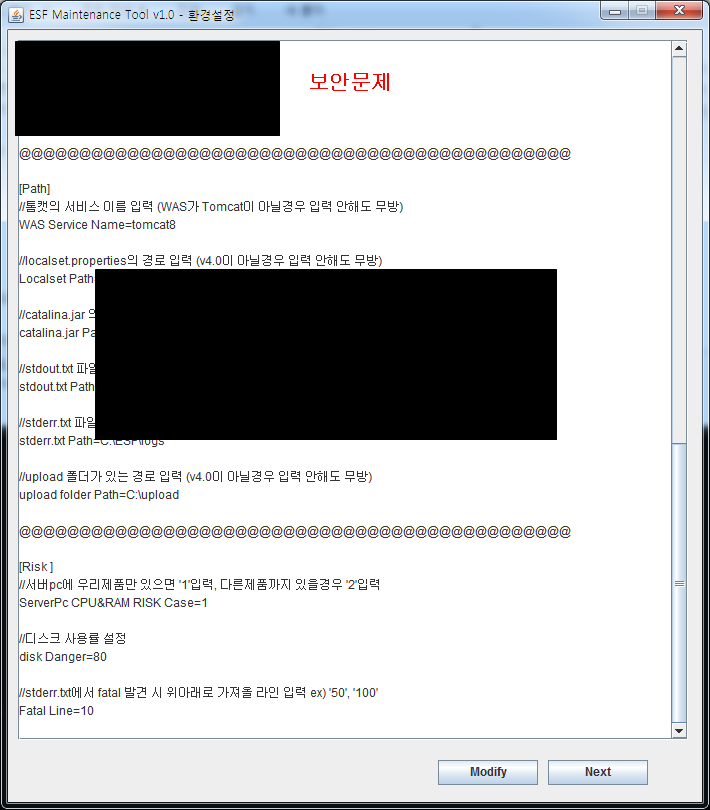 ESF Maintenance Tool v1.0 - 환경설정
보안문제
@@@@@@@@@@@@@@@@@@@@@@@@@@@@@@@@@@@@@@@@@@@@@@
[Path]
//톰캣의 서비스 이름 입력 (WAS가 Tomcat이 아닐경우 입력 안해도 무방)
WAS Service Name=tomcat8
//localset.properties의 경로 입력 (v4.0이 아닐경우 입력 안해도 무방)
Localset Path
//catalina.jar
catalina.jar
//stdout.txt
stdout.txt Path
//stderr.txt
stderr.txt Path=C:\ESF\logs
//upload 폴더가 있는 경로 입력 (v4.0이 아닐경우 입력 안해도 무방)
upload folder Path=C:\upload
@@@@@@@@@@@@@@@@@@@@@@@@@@@@@@@@@@@@@@@@@@@@@@
[Risk ]
//서버pc에 우리제품만 있으면 '1'입력, 다른제품까지 있을경우 '2'입력
ServerPc CPU&RAM RISK Case=1
//디스크 사용률 설정
disk Danger=80
//stderr.txt에서 fatal 발견 시 위아래로 가져올 라인 입력 ex) '50', '100'
Fatal Line=10
Modify
Next